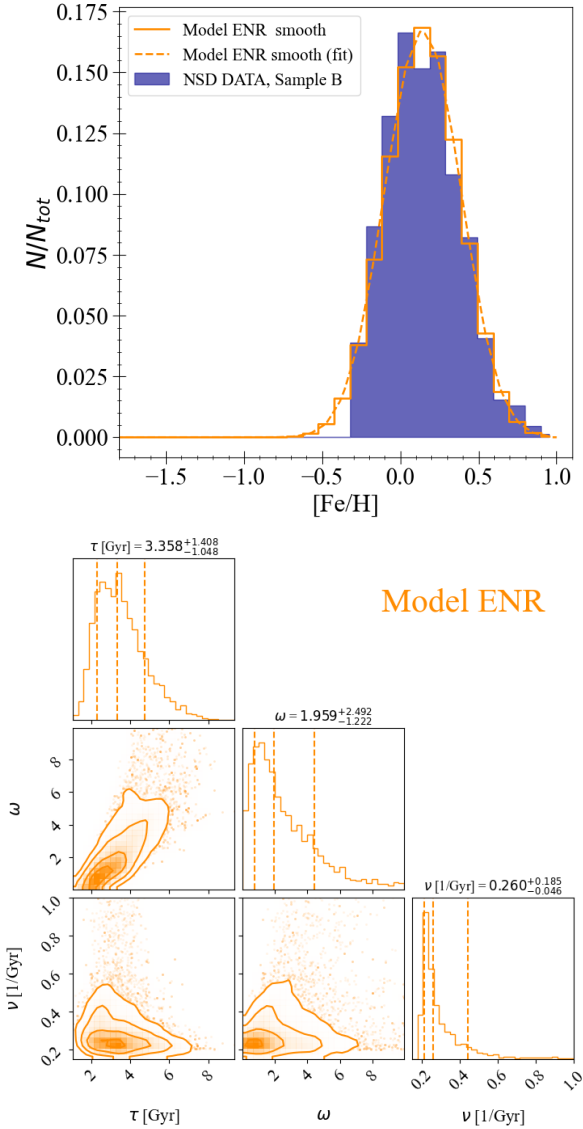 Model ENR  smooth
Model ENR smooth (fit)
NSD DATA, Sample B
0.175
0.150
0.125
0.100
0.075
0.050
0.025
0.000
N/N_{tot}
−1.5 −1.0 −0.5 0.0 0.5 1.0
[Fe/H]
τ [Gyr] = 3.358^{+1.408}_{−1.048}
Model ENR
ω = 1.959^{+2.492}_{−1.222}
8
6
4
2
ω
ν [1/Gyr] = 0.260^{+0.185}_{−0.046}
1.0
0.8
0.6
0.4
0.2
ν [1/Gyr]
2 4 6 8 2 4 6 8 0.2 0.4 0.6 0.8 1.0
τ [Gyr] ω ν [1/Gyr]